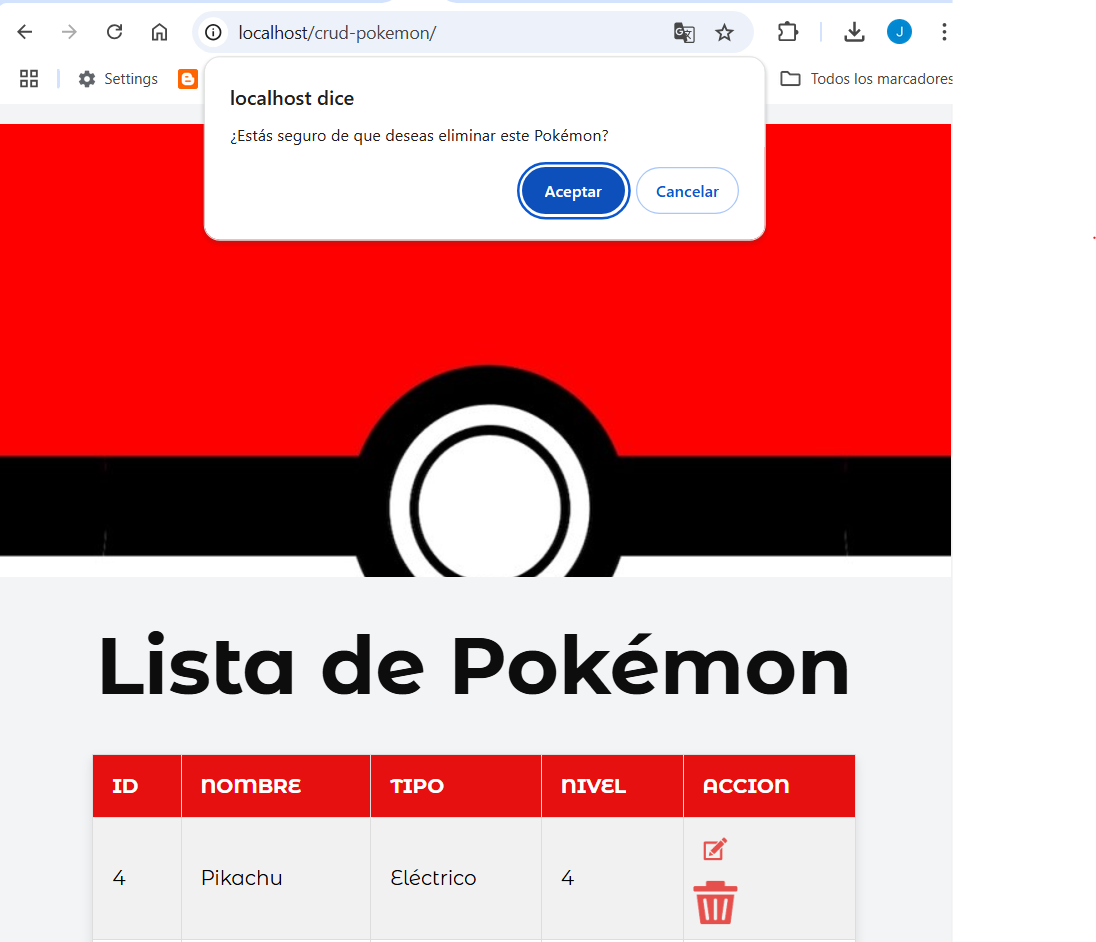 localhost/crud-pokemon/
J
Settings
Todos los marcadores
localhost dice
¿Estás seguro de que deseas eliminar este Pokémon?
Aceptar Cancelar
Lista de Pokémon
ID NOMBRE TIPO NIVEL ACCION
4 Pikachu Eléctrico 4